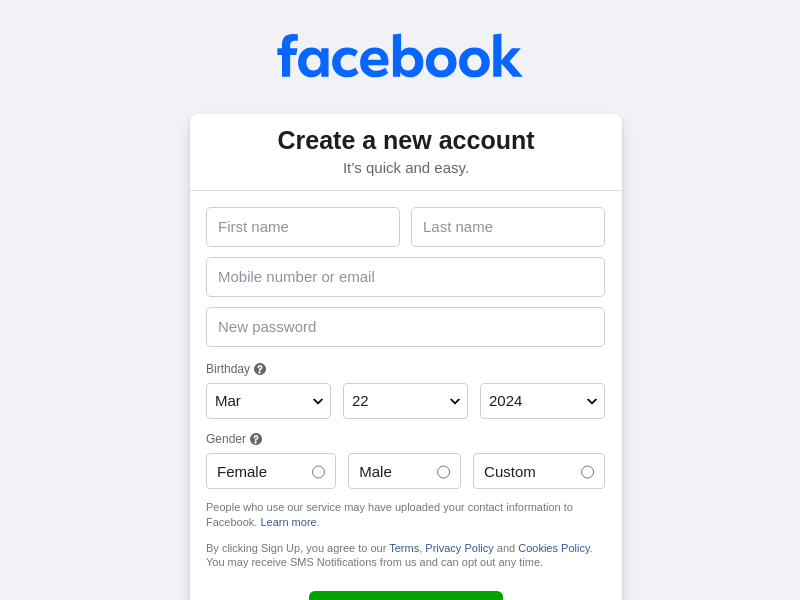 facebook
Create a new account
It's quick and easy.
First name
Last name
Mobile number or email
New password
Birthday ?
Mar
22
2024
Gender ?
Female
Male
Custom
People who use our service may have uploaded your contact information to
Facebook. Learn more.
By clicking Sign Up, you agree to our Terms, Privacy Policy and Cookies Policy.
You may receive SMS Notifications from us and can opt out any time.